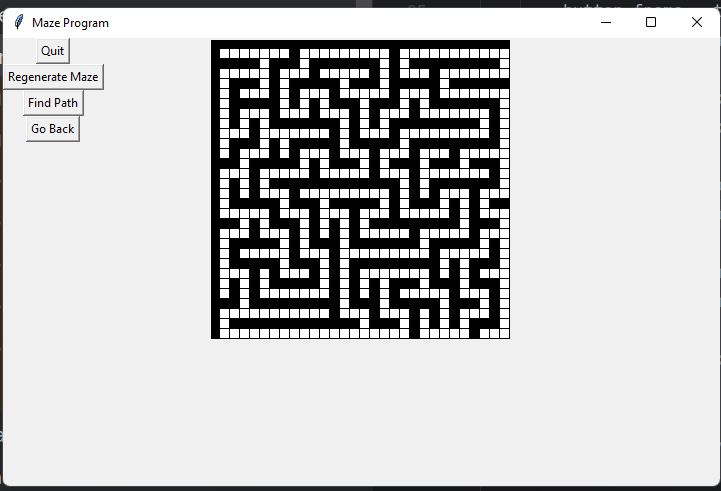 Maze Program
Quit
Regenerate Maze
Find Path
Go Back